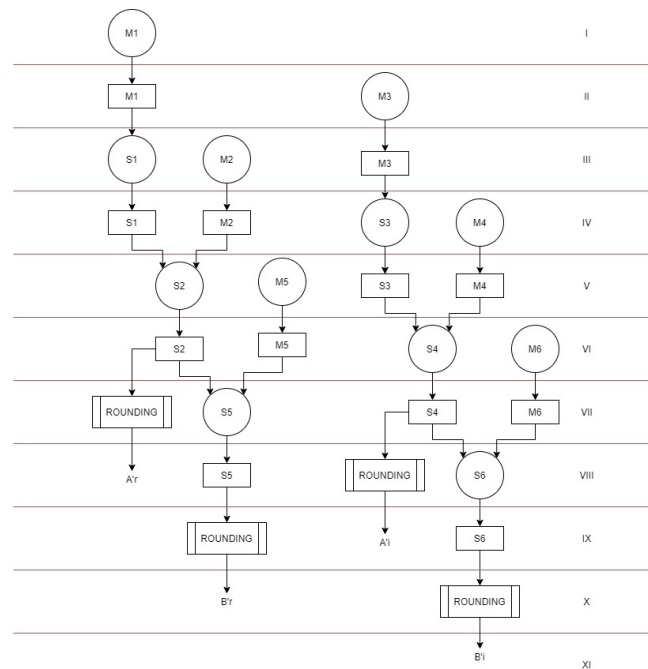 M1 I
M1 M3 II
S1 M2 M3 III
S1 M2 S3 M4 IV
S2 M5 S3 M4 V
S2 M5 S4 M6 VI
ROUNDING S5 S4 M6 VII
A'r S5 ROUNDING S6 VIII
ROUNDING A'i S6 IX
B'r ROUNDING X
B'i XI